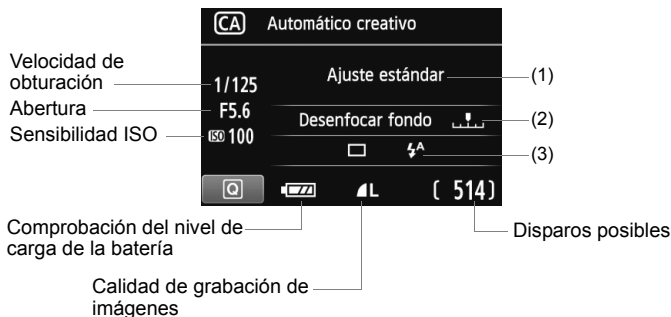 CA Automático creativo
Velocidad de
obturación
1/125
Ajuste estándar
(1)
Abertura
F5.6
Desenfocar fondo
(2)
Sensibilidad ISO
ISO 100
A
(3)
Q
L
[ 514]
Comprobación del nivel de
carga de la batería
Disparos posibles
Calidad de grabación de
imágenes